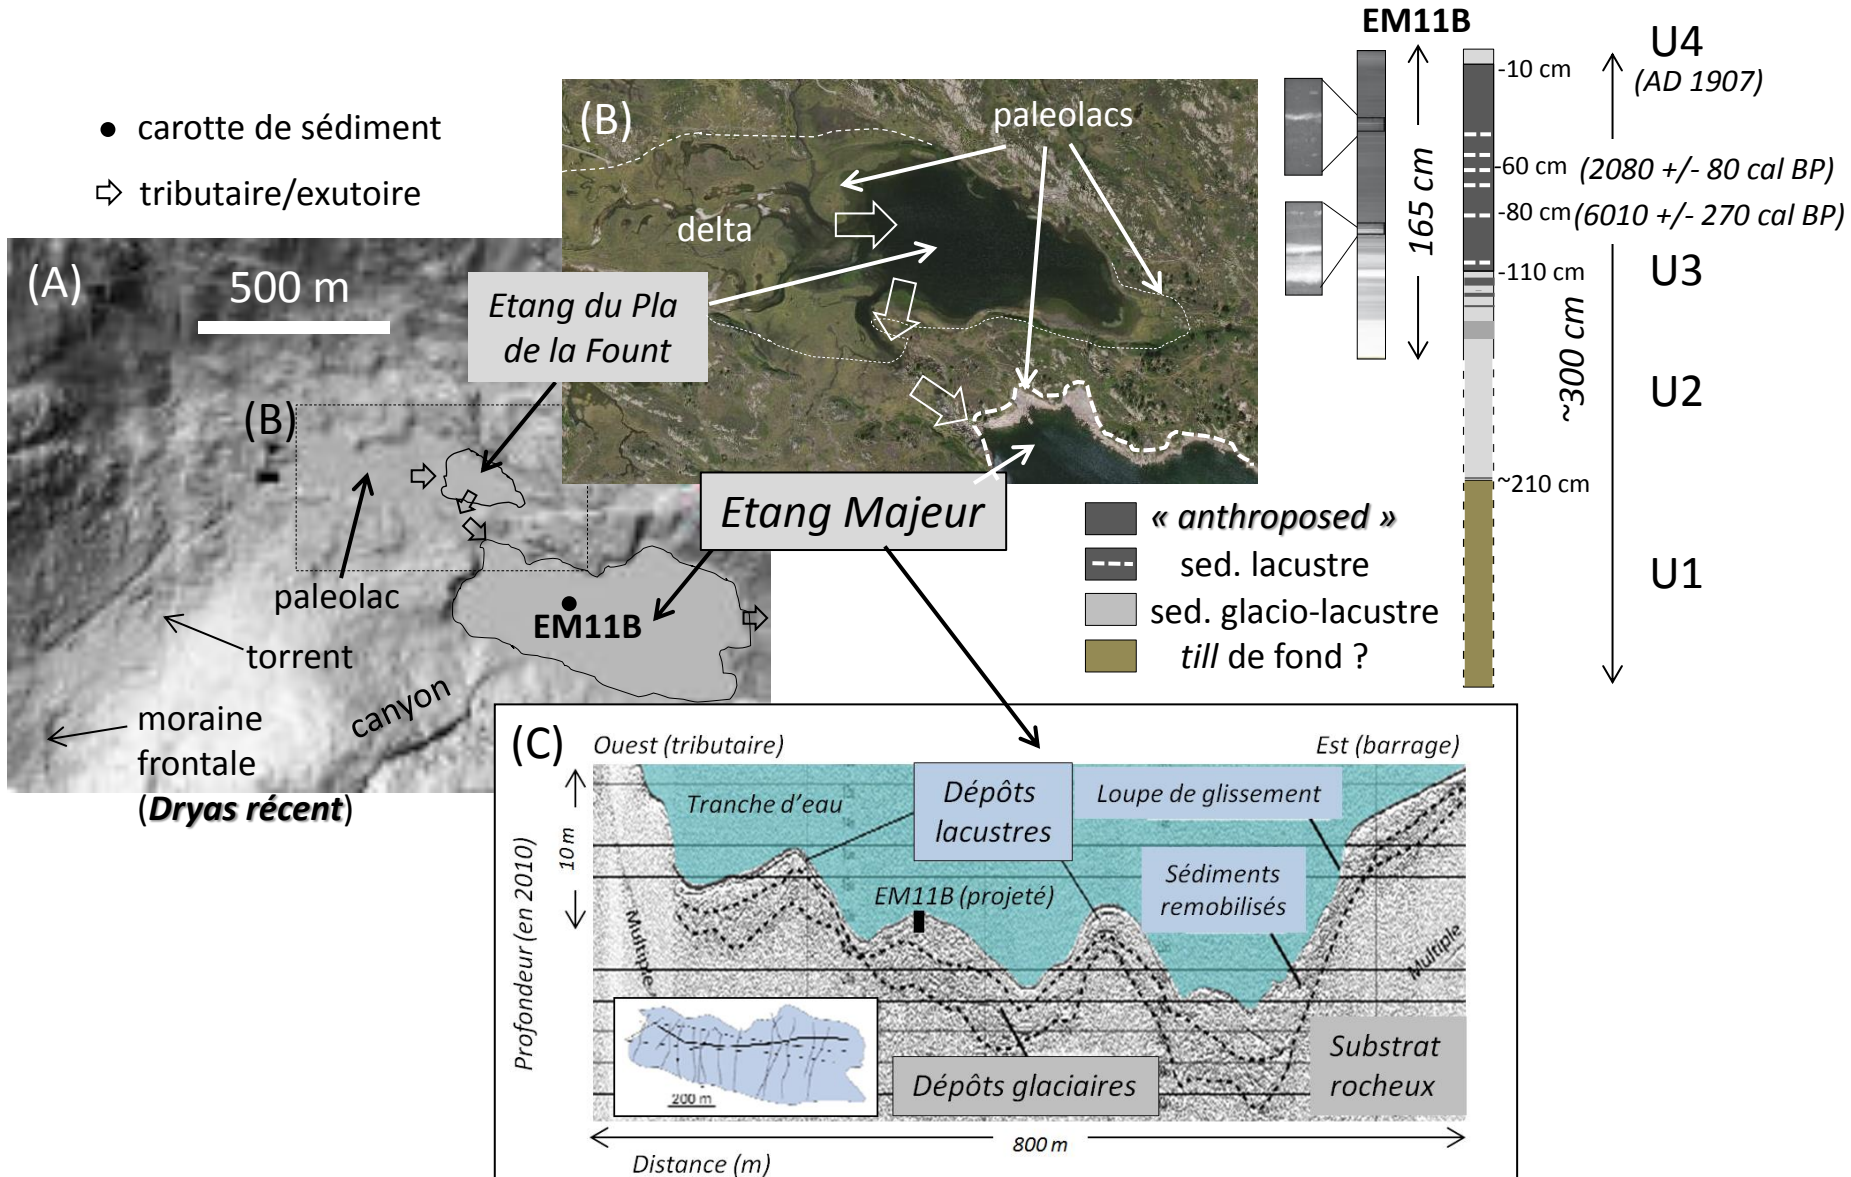 ● carotte de sédiment
tributaire/exutoire
(A)
500 m
(B)
Etang du Pla
de la Fount
paleolac
torrent
moraine
frontale
(Dryas récent)
canyon
EM11B
(B)
paleolacs
delta
Etang Majeur
EM11B
165 cm
-10 cm
-60 cm (2080 +/- 80 cal BP)
-80 cm (6010 +/- 270 cal BP)
-110 cm
~210 cm
~300 cm
U4
(AD 1907)
U3
U2
U1
« anthroposed »
sed. lacustre
sed. glacio-lacustre
till de fond ?
(C)
Ouest (tributaire)
Est (barrage)
Profondeur (en 2010)
10 m
Tranche d'eau
Dépôts
lacustres
Loupe de glissement
EM11B (projeté)
Sédiments
remobilisés
Multiple
Multiple
200 m
Dépôts glaciaires
Substrat
rocheux
800 m
Distance (m)